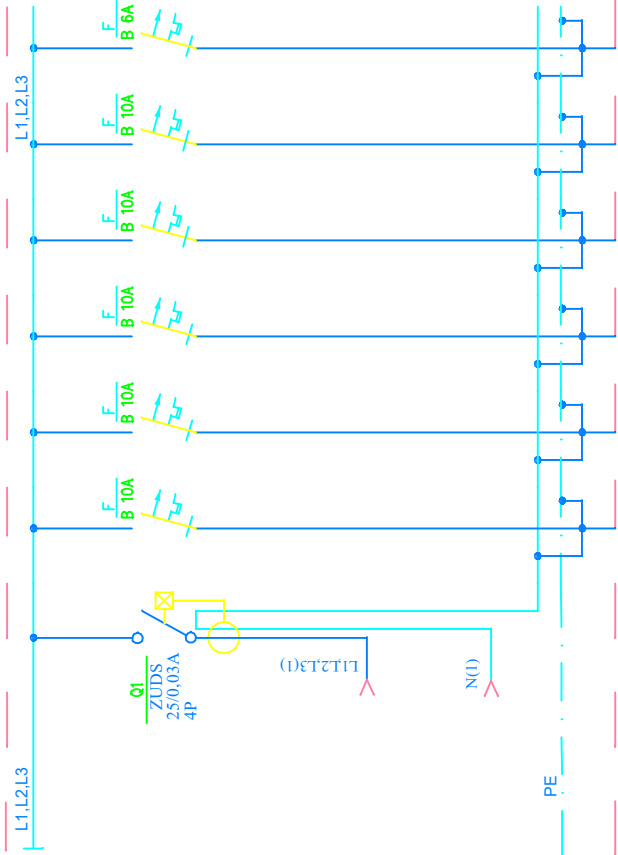 F
B 6A
L1,L2,L3
F
B 10A
F
B 10A
F
B 10A
F
B 10A
F
B 10A
Q1
ZUDS
25/0,03A
4P
L1,L2,L3(1)
N(1)
L1,L2,L3
PE